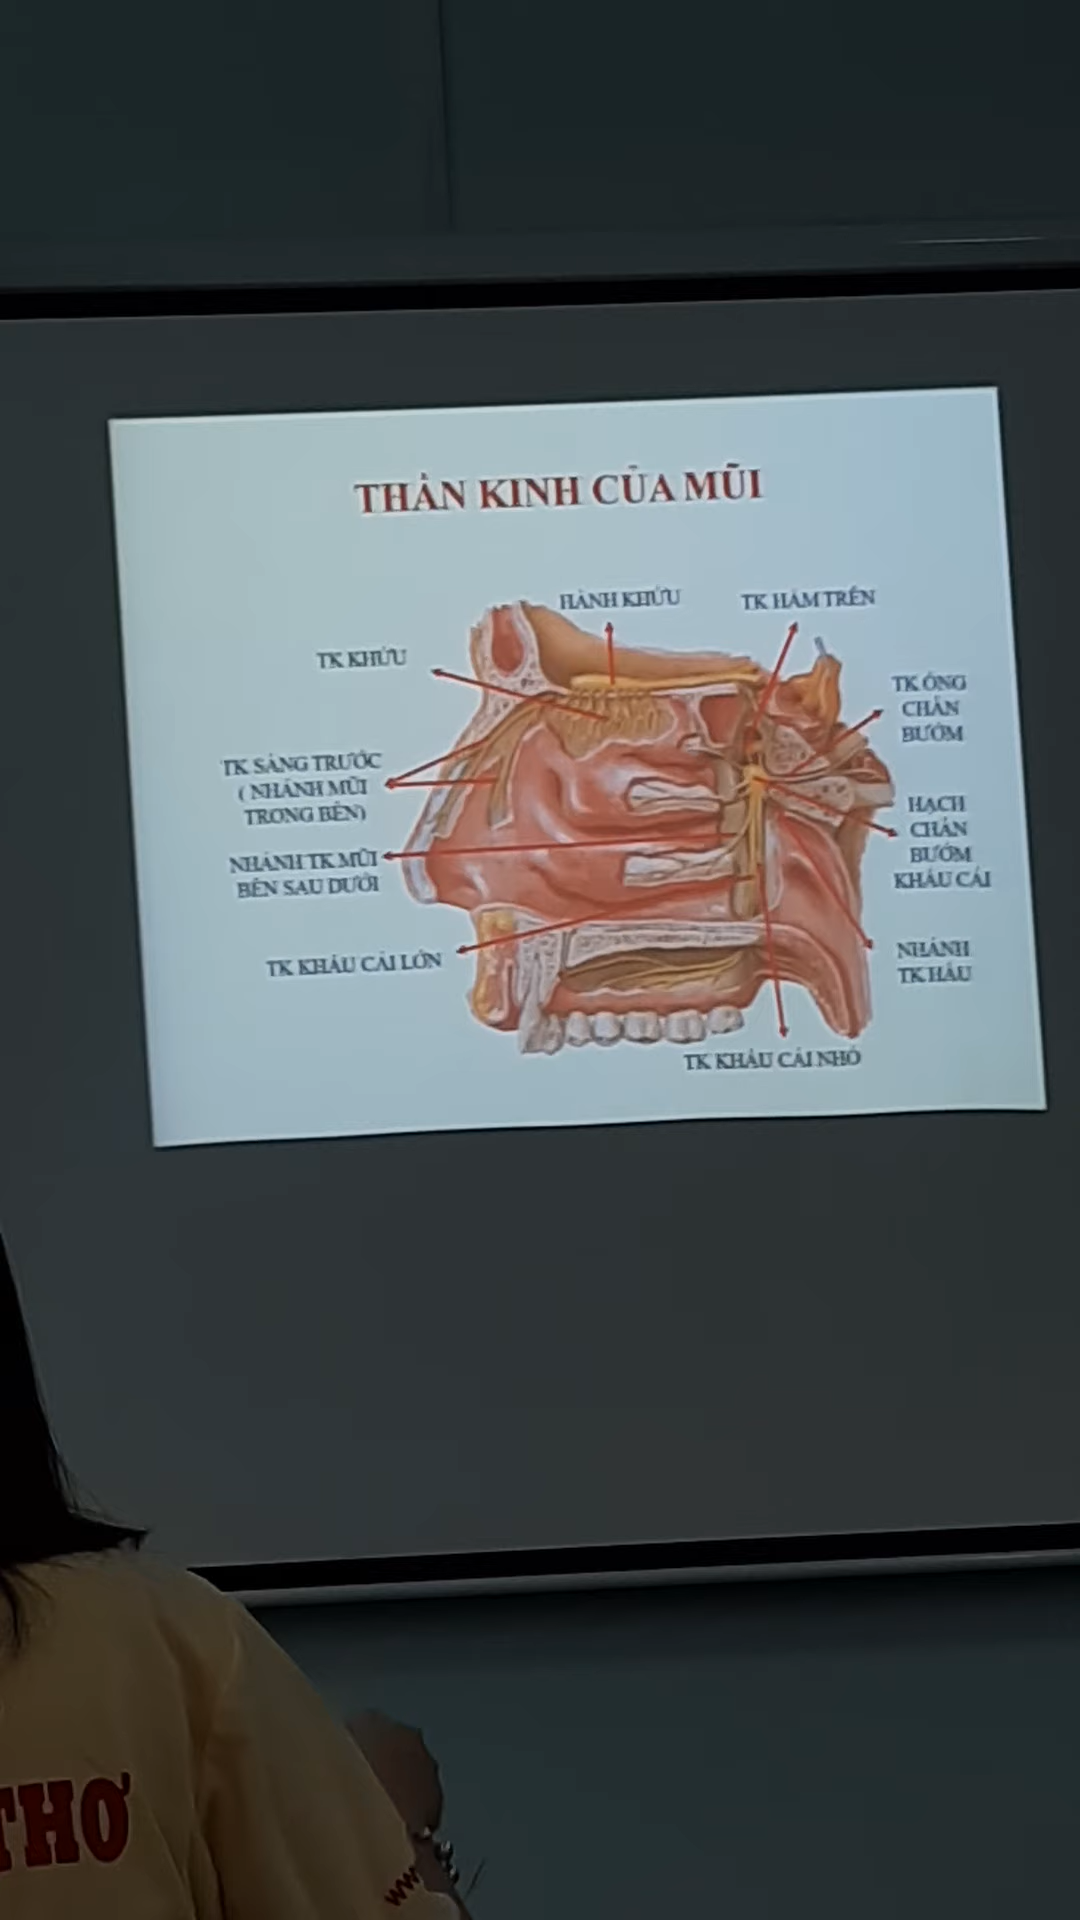 THẦN KINH CỦA MŨI
HÀNH KHỨU
TK HÀM TRÊN
TK KHỨU
TK ỐNG
CHÂN
BƯỚM
TK SÀNG TRƯỚC
( NHÁNH MŨI
TRONG BÊN)
HẠCH
CHÂN
BƯỚM
KHẨU CÁI
NHÁNH TK MŨI
BÊN SAU DƯỚI
TK KHẨU CÁI LỚN
NHÁNH
TK HẦU
TK KHẨU CÁI NHỎ
THƠ
ww